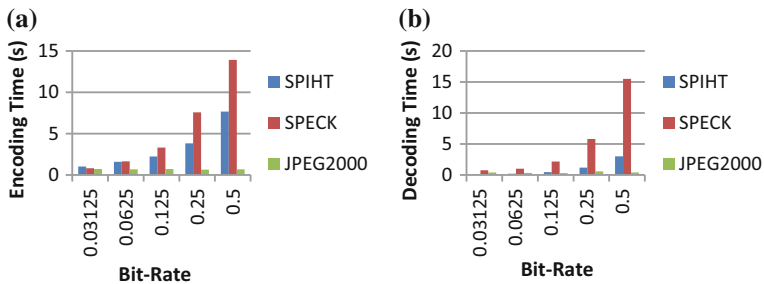 (a)
Encoding Time (s)
15
10
5
0
0.03125
0.0625
0.125
0.25
0.5
Bit-Rate
SPIHT
SPECK
JPEG2000
(b)
Decoding Time (s)
20
15
10
5
0
0.03125
0.0625
0.125
0.25
0.5
Bit-Rate
SPIHT
SPECK
JPEG2000